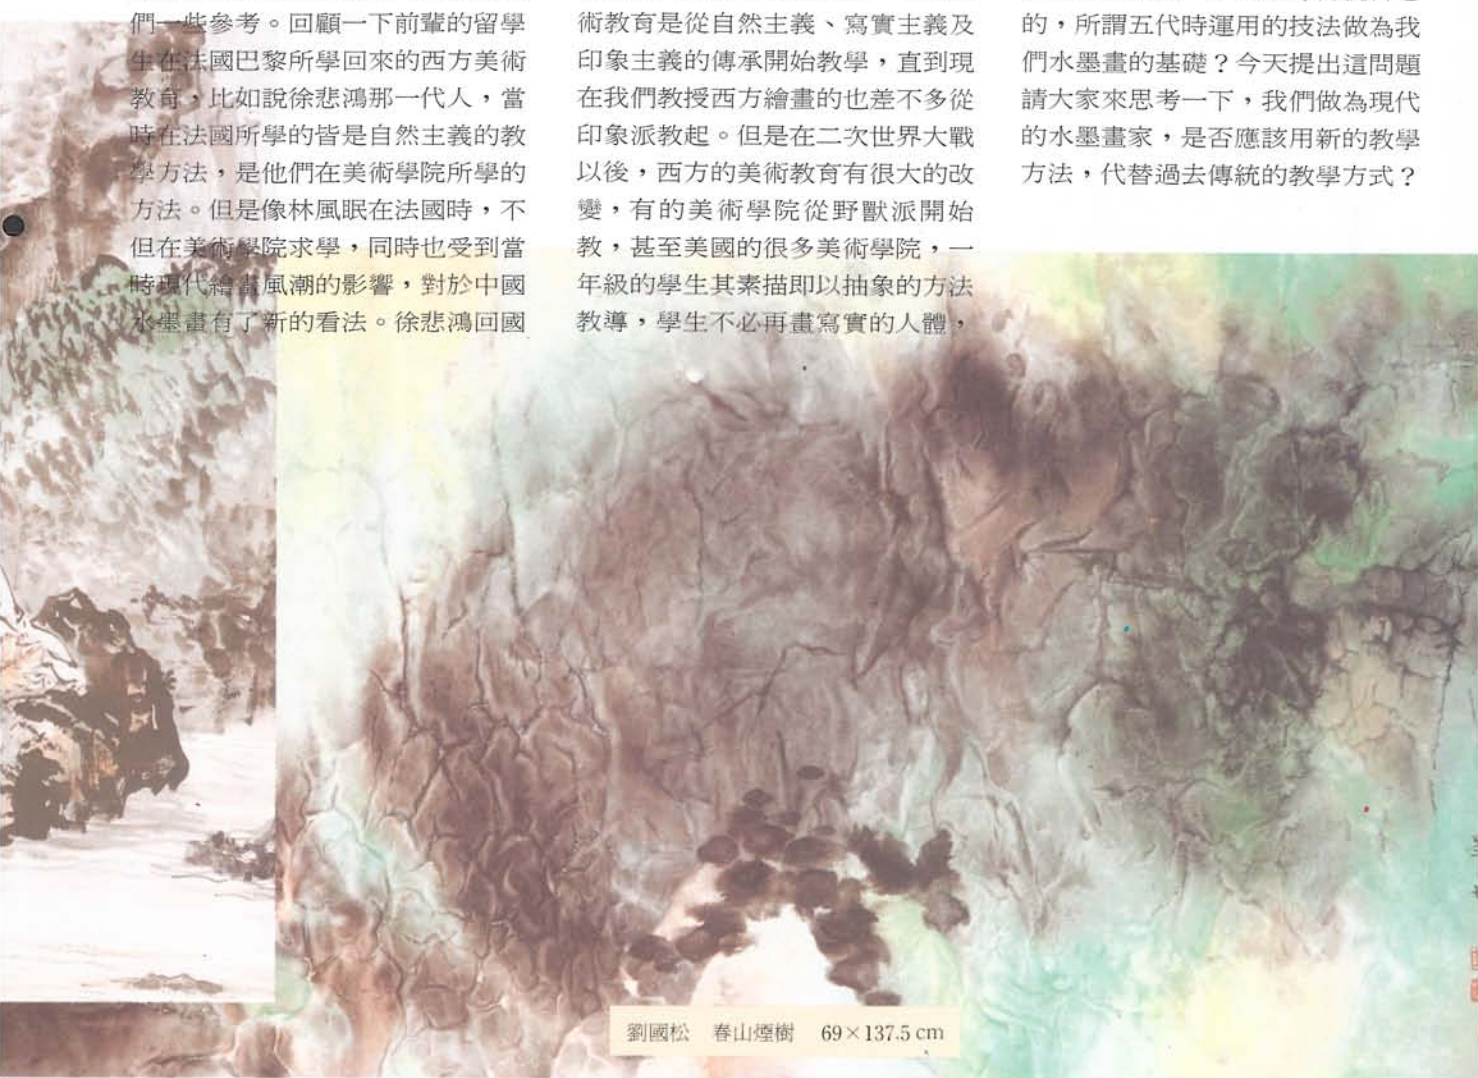 們一些參考。回顧一下前輩的留學
生在法國巴黎所學回來的西方美術
教育，比如說徐悲鴻那一代人，當
時在法國所學的皆是自然主義的教
學方法，是他們在美術學院所學的
方法。但是像林風眠在法國時，不
但在美術學院求學，同時也受到當
時現代繪畫風潮的影響，對於中國
水墨畫有了新的看法。徐悲鴻回國
術教育是從自然主義、寫實主義及
印象主義的傳承開始教學，直到現
在我們教授西方繪畫的也差不多從
印象派教起。但是在二次世界大戰
以後，西方的美術教育有很大的改
變，有的美術學院從野獸派開始
教，甚至美國的很多美術學院，一
年級的學生其素描即以抽象的方法
教導，學生不必再畫寫實的人體，
的，所謂五代時運用的技法做為我
們水墨畫的基礎？今天提出這問題
請大家來思考一下，我們做為現代
的水墨畫家，是否應該用新的教學
方法，代替過去傳統的教學方式？
劉國松　春山煙樹　69×137.5 cm